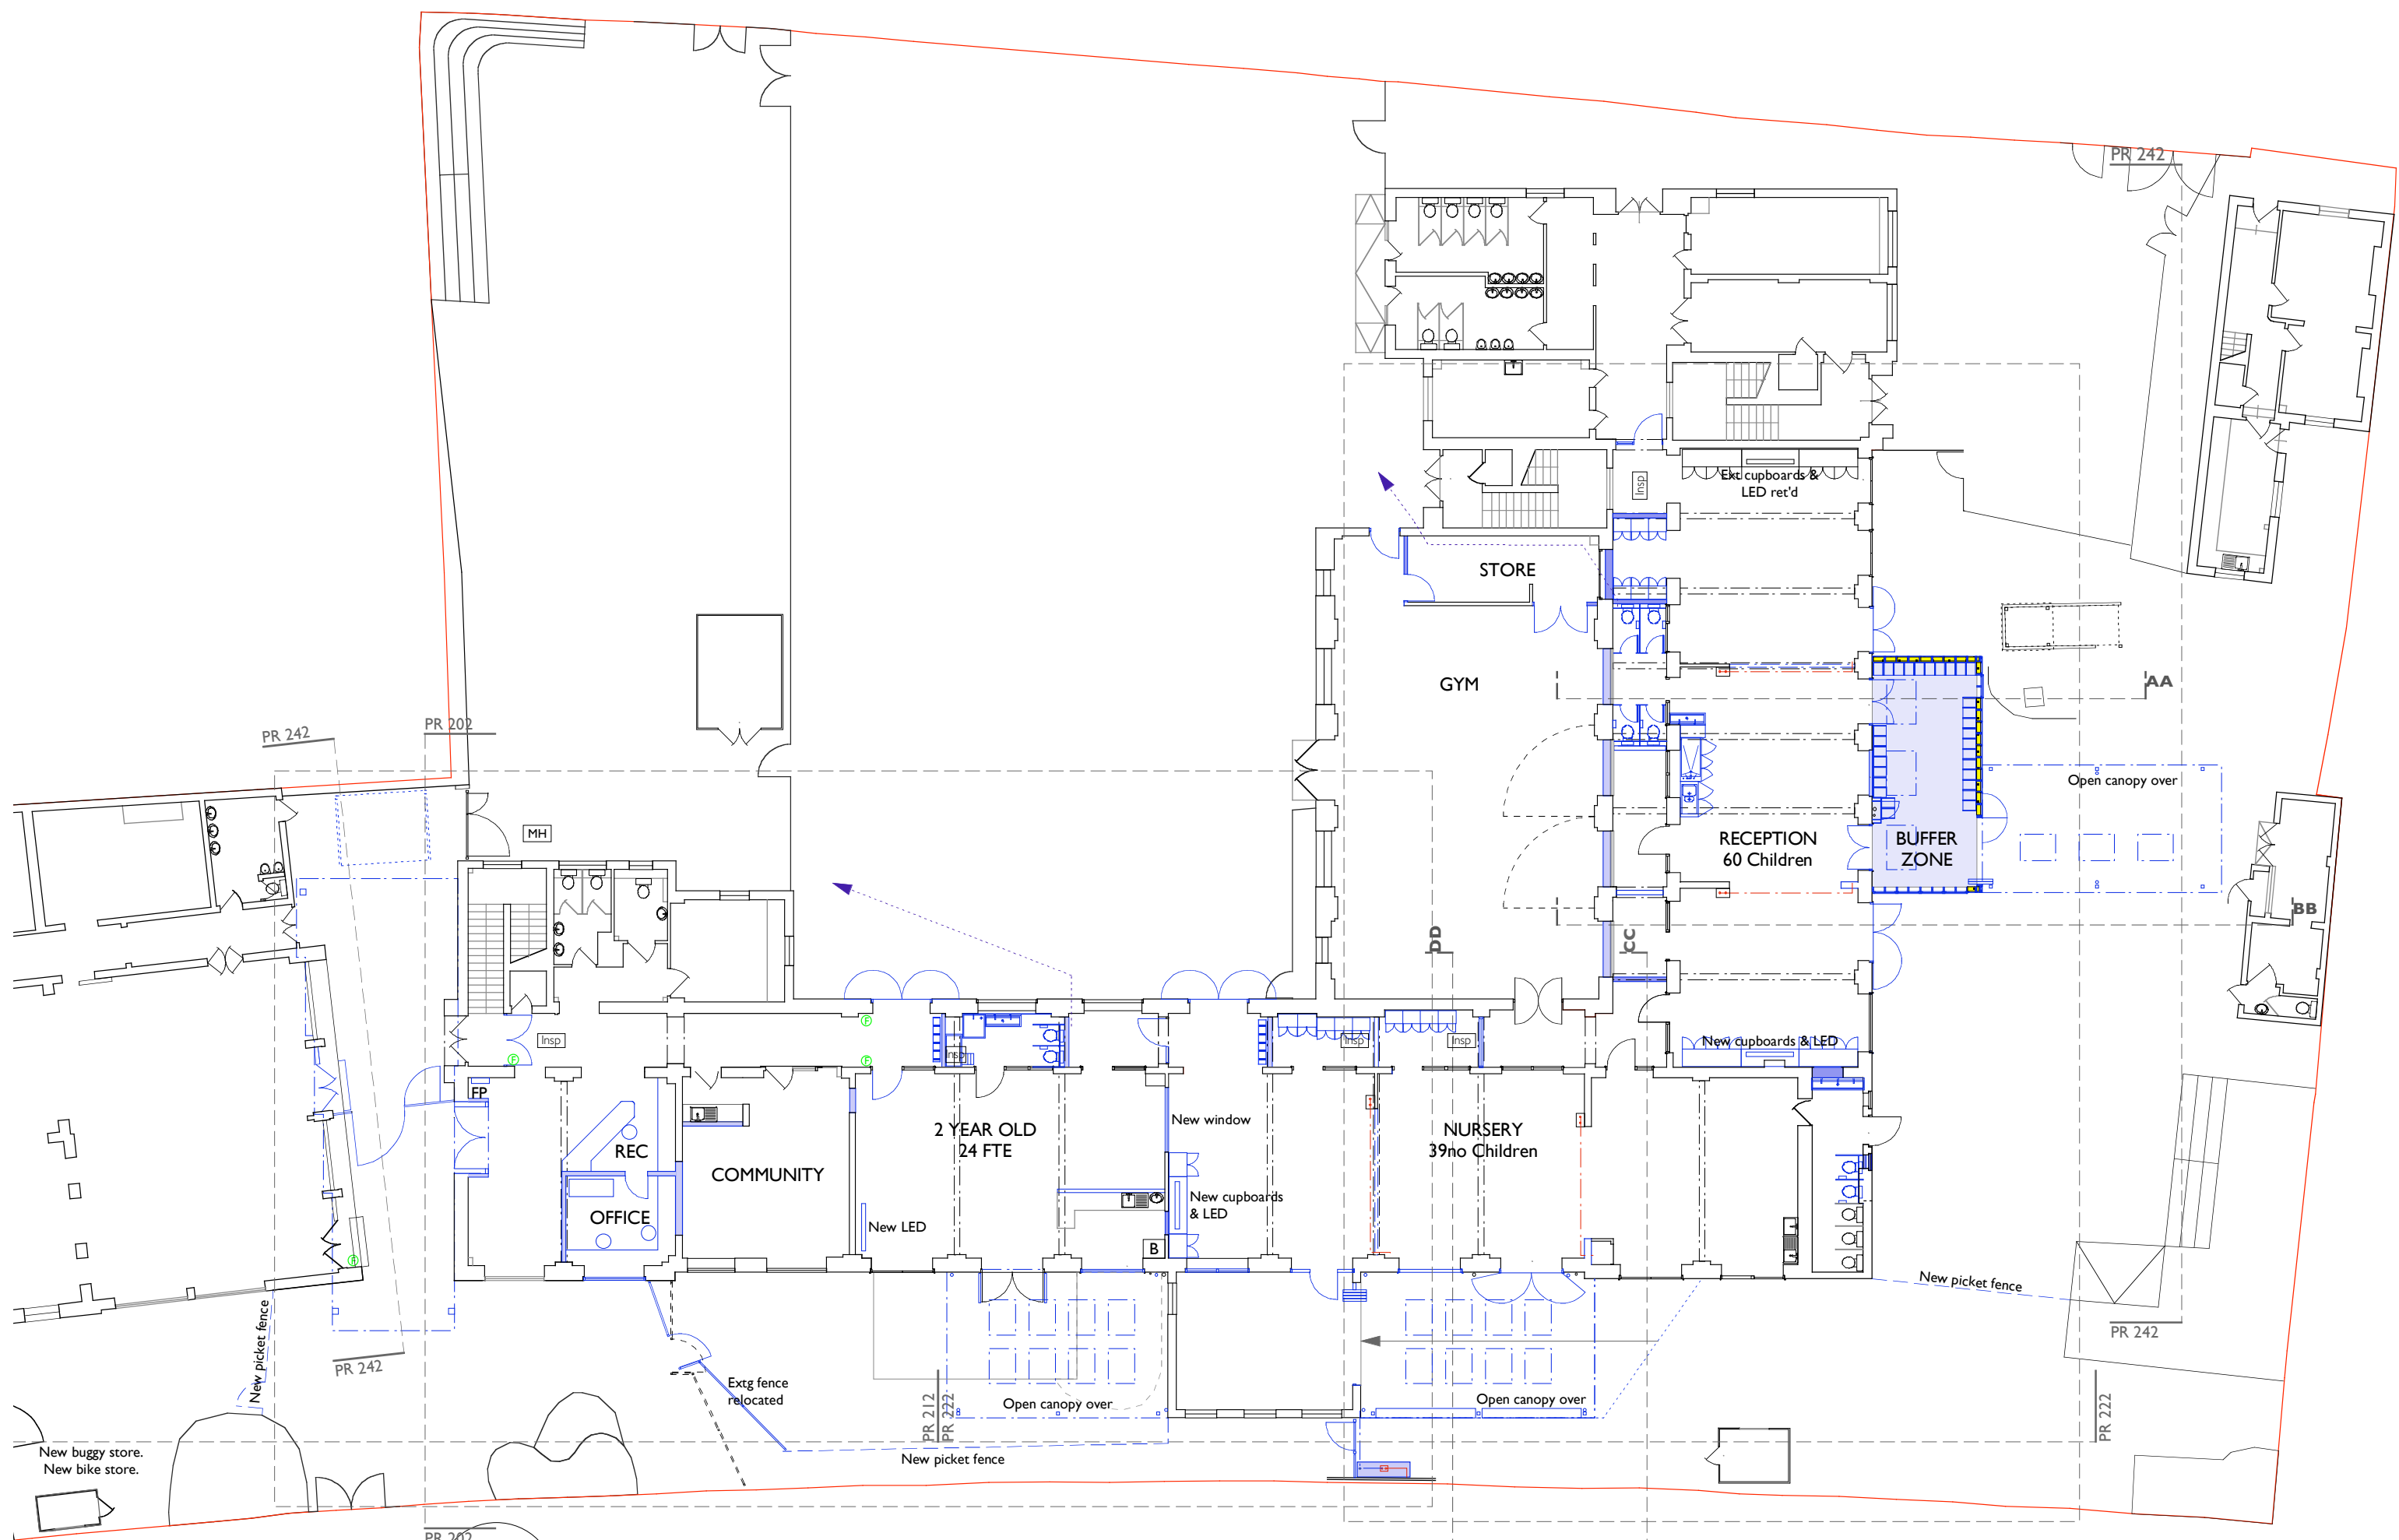 PR 242
Ext cupboards &
LED ret'd
Insp
STORE
GYM
AA
PR 242
PR 202
Open canopy over
MH
RECEPTION
60 Children
BUFFER
ZONE
BB
DD
CC
Insp
Insp
Insp
Insp
New cupboards & LED
FP
REC
COMMUNITY
2 YEAR OLD
24 FTE
New window
NURSERY
39no Children
OFFICE
New LED
New cupboards
& LED
B
New picket fence
New picket fence
PR 242
PR 242
Extg fence
relocated
Open canopy over
Open canopy over
PR 212
PR 222
PR 222
New buggy store.
New bike store.
New picket fence
PR 202
F
F
F
F